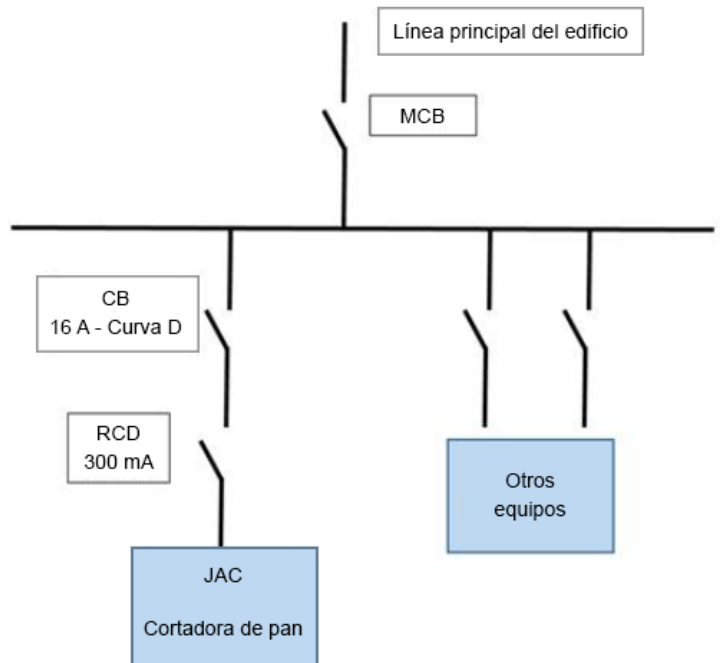 Línea principal del edificio
MCB
CB
16 A - Curva D
RCD
300 mA
Otros
equipos
JAC
Cortadora de pan